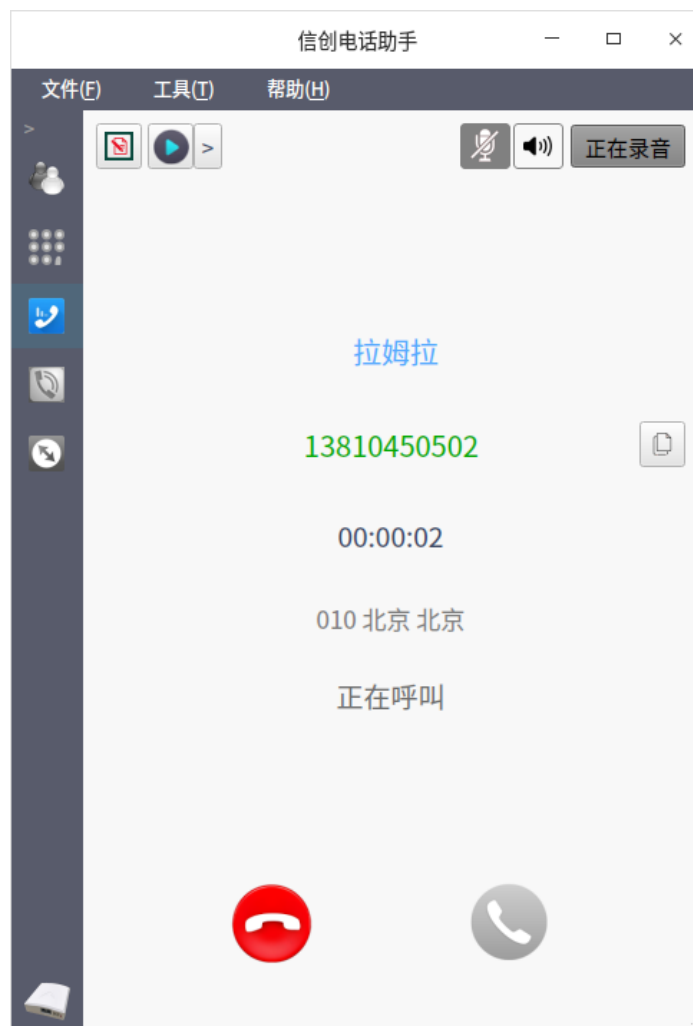 信创电话助手
文件(F) 工具(T) 帮助(H)
>
> 正在录音
拉姆拉
13810450502
00:00:02
010 北京 北京
正在呼叫